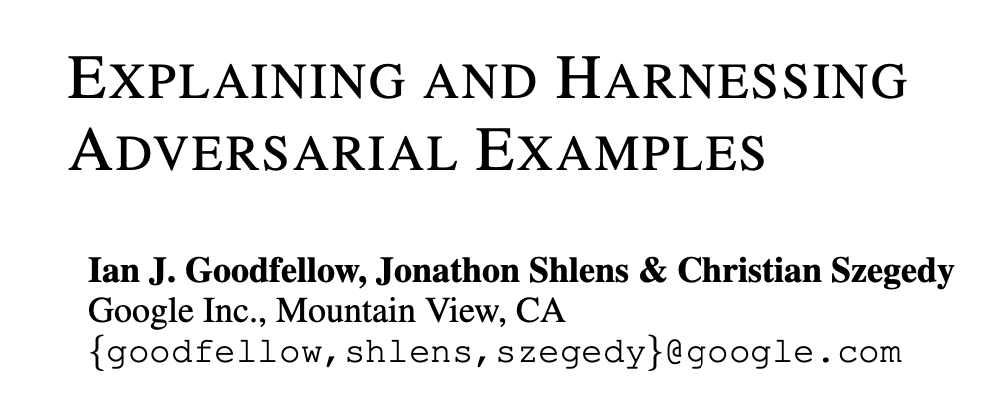 EXPLAINING AND HARNESSING
ADVERSARIAL EXAMPLES
Ian J. Goodfellow, Jonathon Shlens & Christian Szegedy
Google Inc., Mountain View, CA
{goodfellow,shlens,szegedy}@google.com